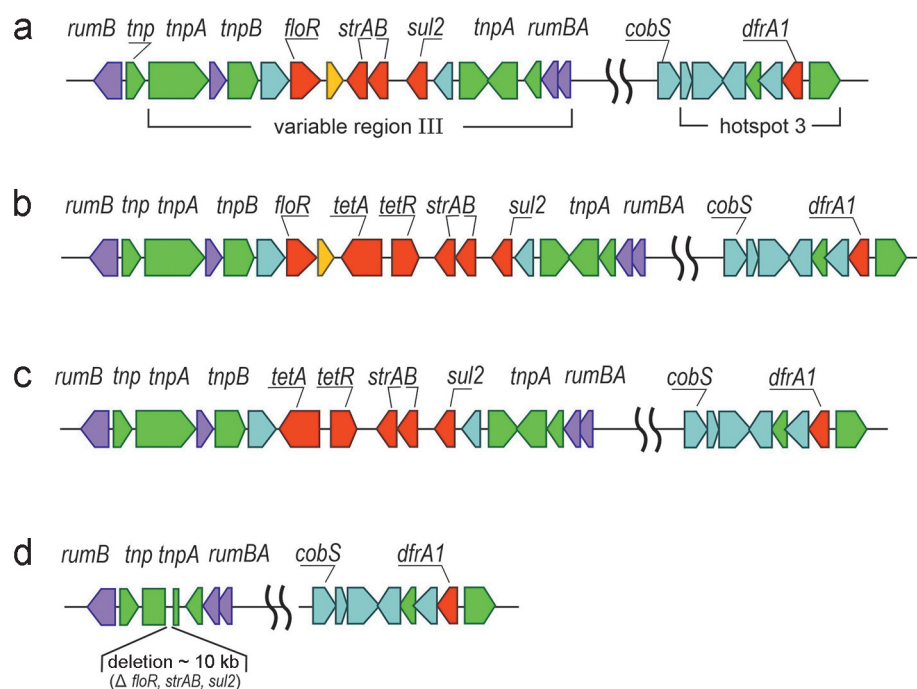 a
rumB tnp tnpA tnpB floR strAB sul2 tnpA rumBA cobS dfrA1
variable region III hotspot 3
b
rumB tnp tnpA tnpB floR tetA tetR strAB sul2 tnpA rumBA cobS dfrA1
c
rumB tnp tnpA tnpB tetA tetR strAB sul2 tnpA rumBA cobS dfrA1
d
rumB tnp tnpA rumBA cobS dfrA1
deletion ~ 10 kb
(Δ floR, strAB, sul2)